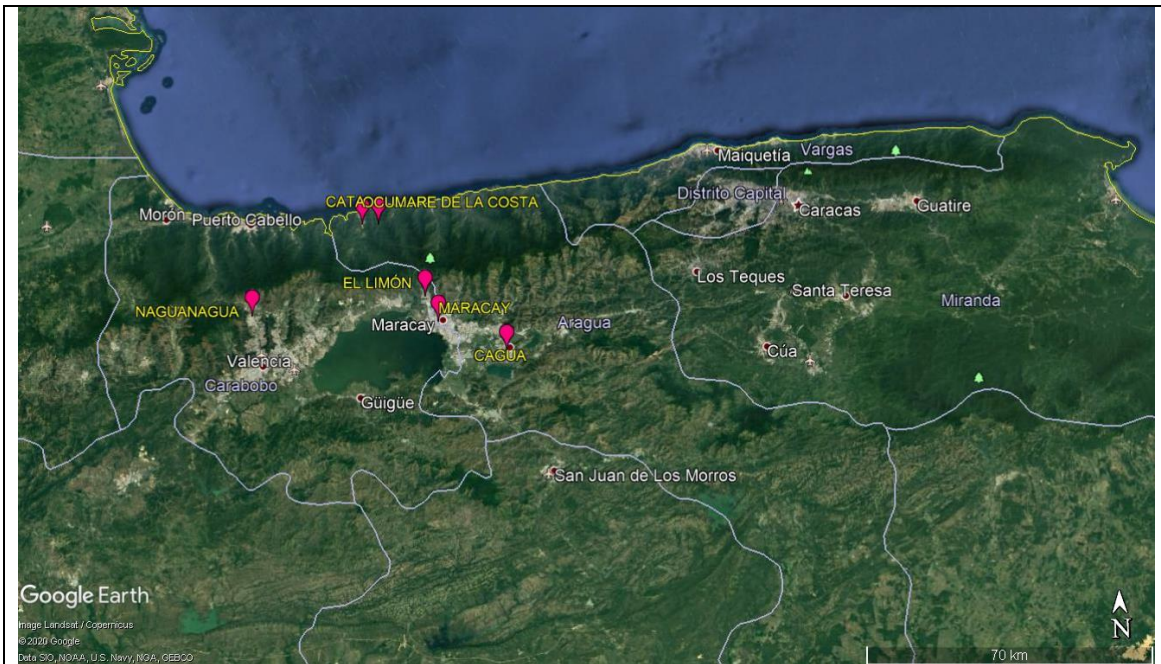 Maiquetía
Vargas
Distrito Capital
CATAOCUMARE DE LA COSTA
Morón
Puerto Cabello
Caracas
Guatire
Los Teques
EL LIMÓN
Santa Teresa
Miranda
NAGUANAGUA
MARACAY
Maracay
Aragua
CAGUA
Cúa
Valencia
Carabobo
Güigüe
San Juan de Los Morros
Google Earth
Image Landsat / Copernicus
© 2020 Google
Data SIO, NOAA, U.S. Navy, NGA, GEBCO
N
70 km